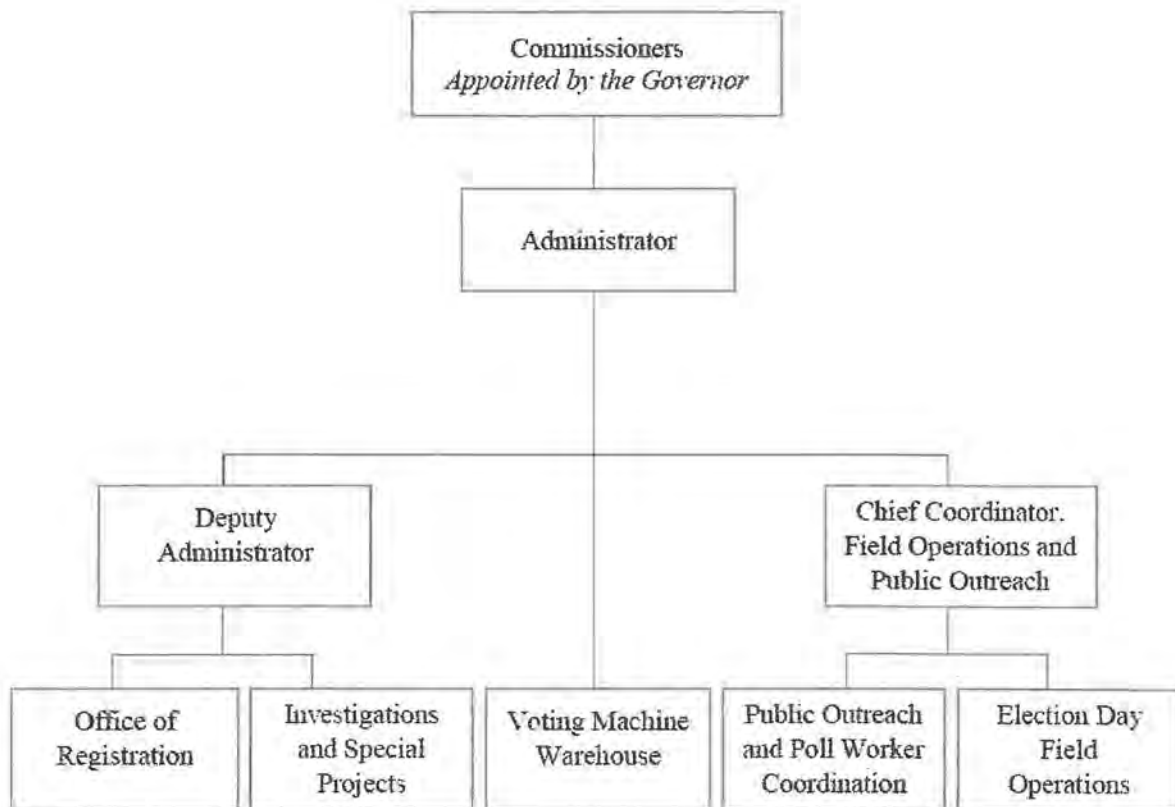 Commissioners
Appointed by the Governor
Administrator
Deputy
Administrator
Chief Coordinator.
Field Operations and
Public Outreach
Office of
Registration
Investigations
and Special
Projects
Voting Machine
Warehouse
Public Outreach
and Poll Worker
Coordination
Election Day
Field
Operations